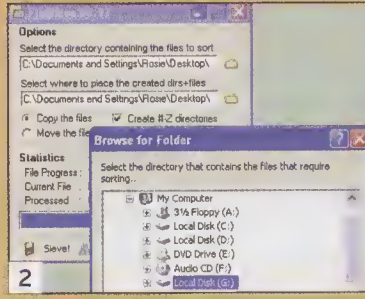 Options
Select the directory containing the files to sort
C:\Documents and Settings\Rosie\Desktop\
Select where to place the created dirs+files
C:\Documents and Settings\Rosie\Desktop\
Copy the files
Create #-Z directories
Move the file
Statistics
File Progress :
Current File :
Processed
Sieve!
Browse for Folder
Select the directory that contains the files that require
sorting..
My Computer
3½ Floppy (A:)
Local Disk (C:)
Local Disk (D:)
DVD Drive (E:)
Audio CD (F:)
Local Disk (G:)
2